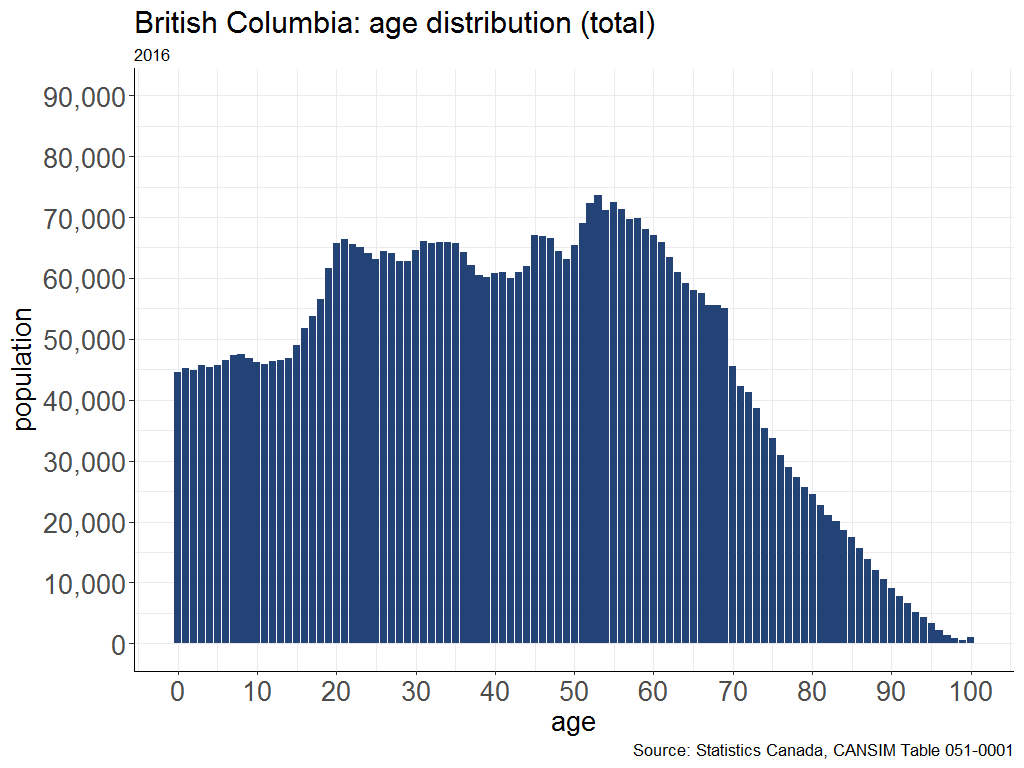 British Columbia: age distribution (total)
2016
90,000
80,000
70,000
60,000
50,000
40,000
30,000
20,000
10,000
0
population
0 10 20 30 40 50 60 70 80 90 100
age
Source: Statistics Canada, CANSIM Table 051-0001